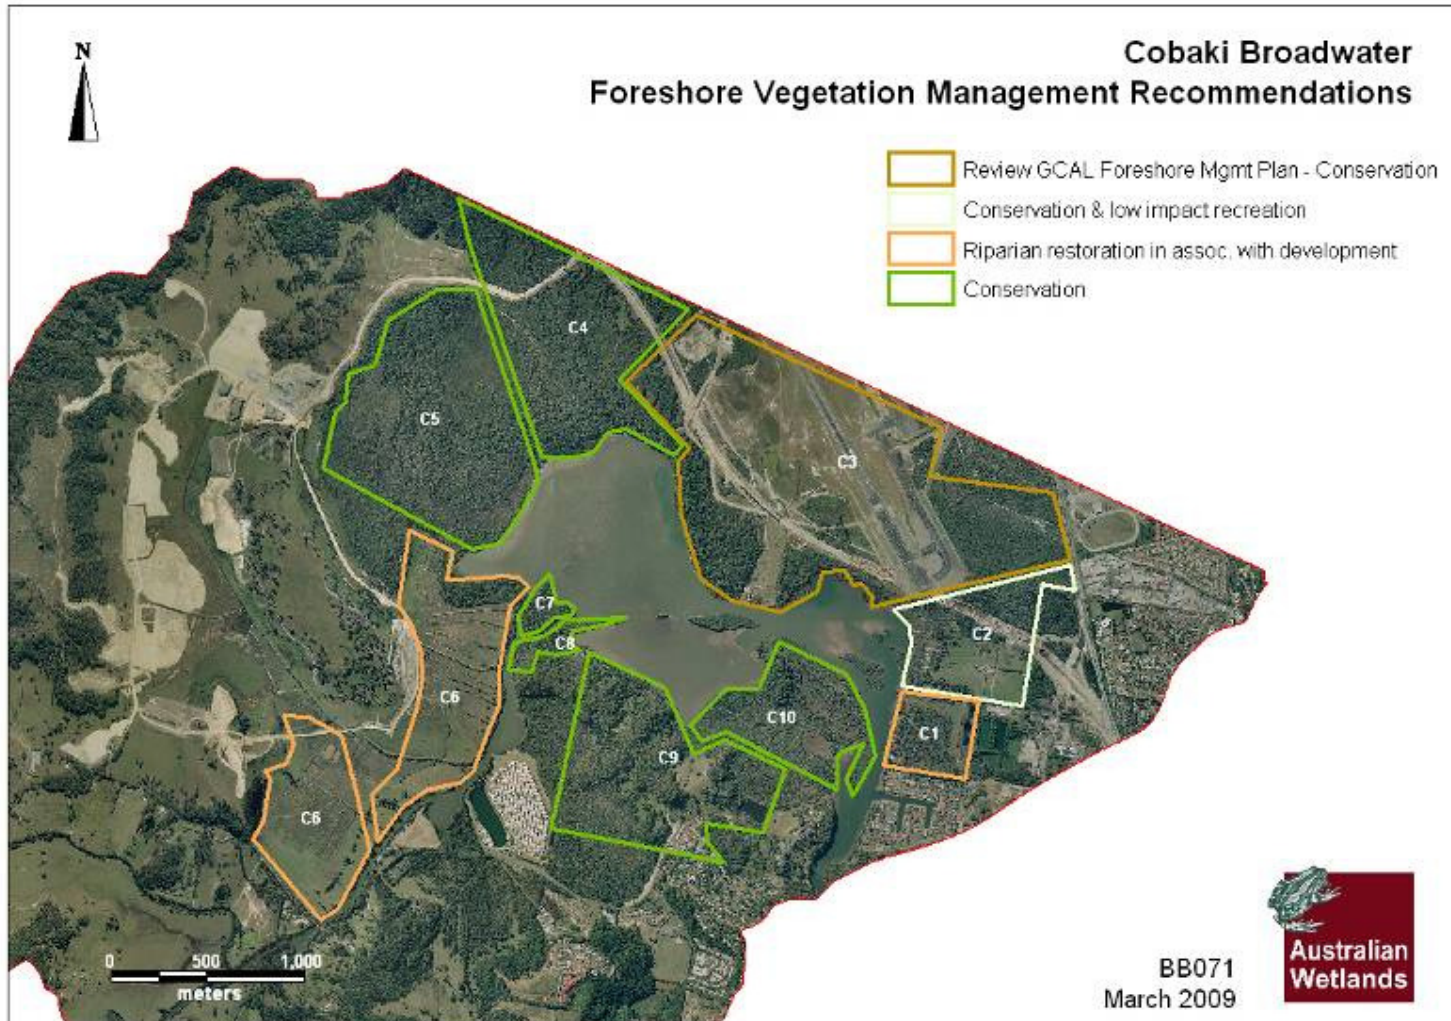 N
Cobaki Broadwater
Foreshore Vegetation Management Recommendations
Review GCAL Foreshore Mgmt Plan - Conservation
Conservation & low impact recreation
Riparian restoration in assoc. with development
Conservation
C4
C5
C3
C7
C2
C8
C6
C10
C1
C9
C6
0 500 1,000
meters
BB071
March 2009
Australian
Wetlands